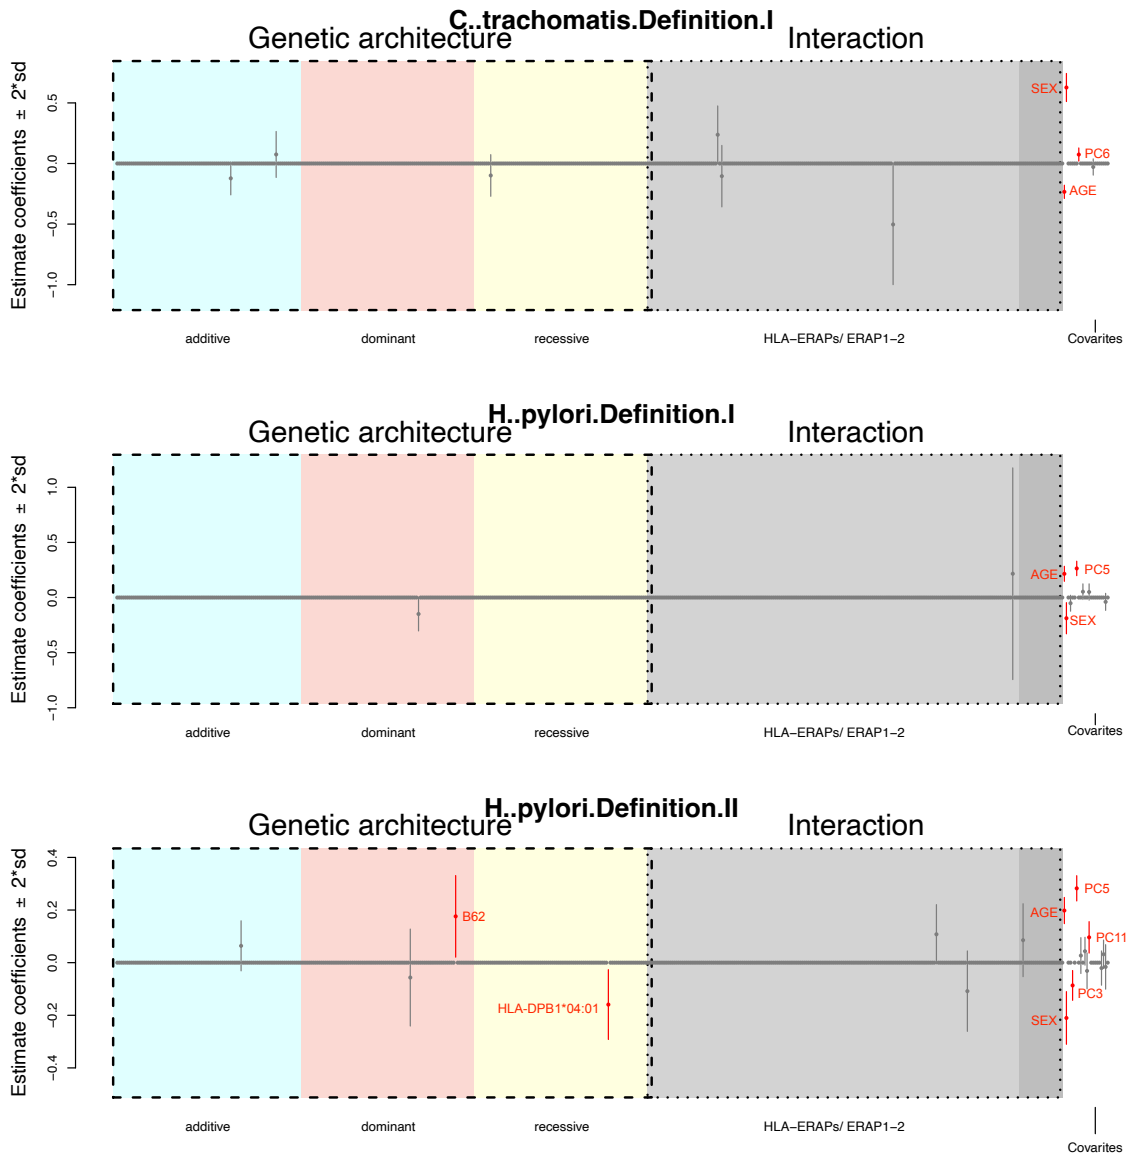 C..trachomatis.Definition.I
Genetic architecture Interaction
Estimate coefficients ± 2*sd
0.5
0.0
−0.5
−1.0
SEX
PC6
AGE
additive dominant recessive HLA−ERAPs/ ERAP1−2 Covarites
H..pylori.Definition.I
Genetic architecture Interaction
Estimate coefficients ± 2*sd
1.0
0.5
0.0
−0.5
−1.0
AGE PC5
SEX
additive dominant recessive HLA−ERAPs/ ERAP1−2 Covarites
H..pylori.Definition.II
Genetic architecture Interaction
Estimate coefficients ± 2*sd
0.4
0.2
0.0
−0.2
−0.4
PC5
AGE
B62
PC11
PC3
HLA-DPB1*04:01
SEX
additive dominant recessive HLA−ERAPs/ ERAP1−2
Covarites